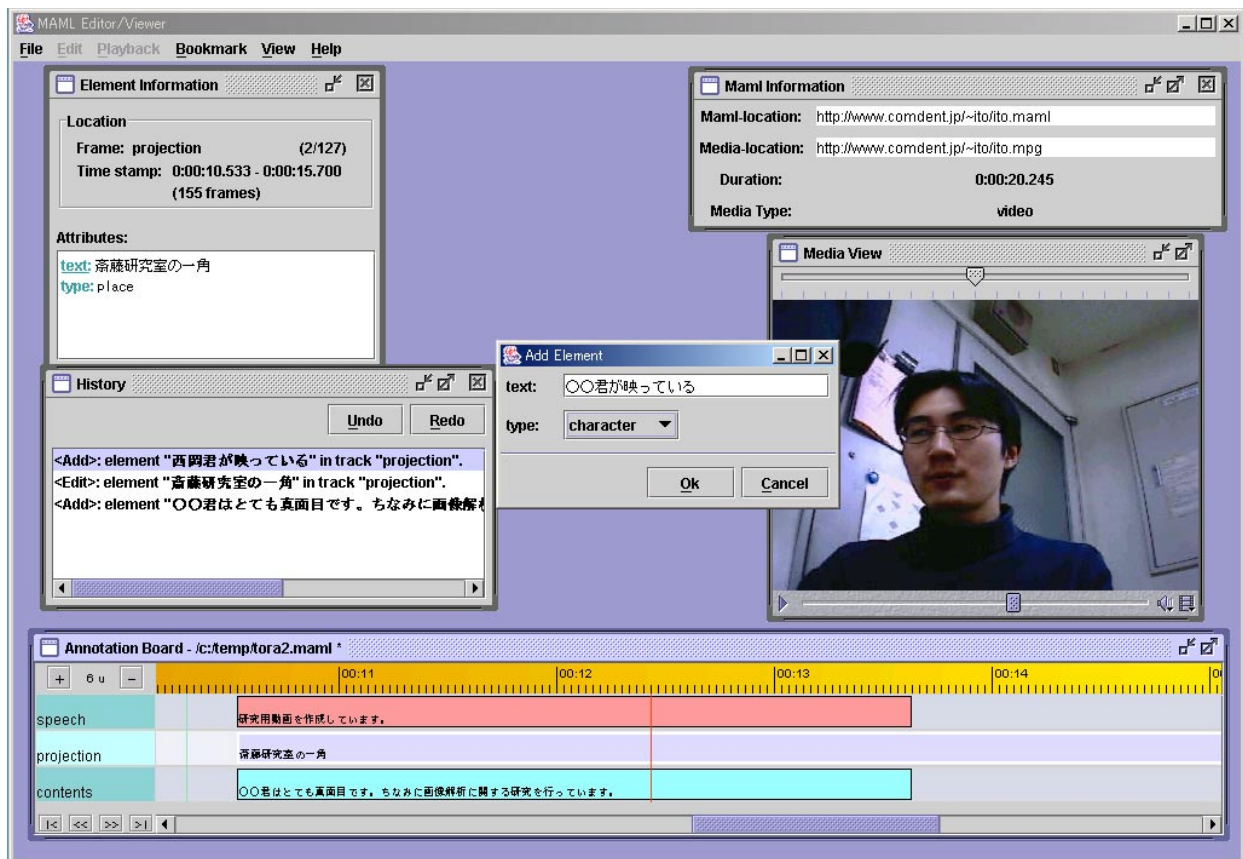 MAML Editor/Viewer
File Edit Playback Bookmark View Help
Element Information
Location
Frame: projection (2/127)
Time stamp: 0:00:10.533 - 0:00:15.700
(155 frames)
Attributes:
text: 斎藤研究室の一角
type: place
Maml Information
Maml-location: http://www.comdent.jp/~ito/ito.maml
Media-location: http://www.comdent.jp/~ito/ito.mpg
Duration: 0:00:20.245
Media Type: video
Media View
History
Undo Redo
<Add>: element "西岡君が映っている" in track "projection".
<Edit>: element "斎藤研究室の一角" in track "projection".
<Add>: element "〇〇君はとても真面目です。ちなみに画像解
Add Element
text: 〇〇君が映っている
type: character
Ok Cancel
Annotation Board - /c:/temp/tora2.maml *
+ 6 u - 00:11 00:12 00:13 00:14
speech 研究用動画を作成しています。
projection 斎藤研究室の一角
contents 〇〇君はとても真面目です。ちなみに画像解析に関する研究を行っています。
|< << >> >|